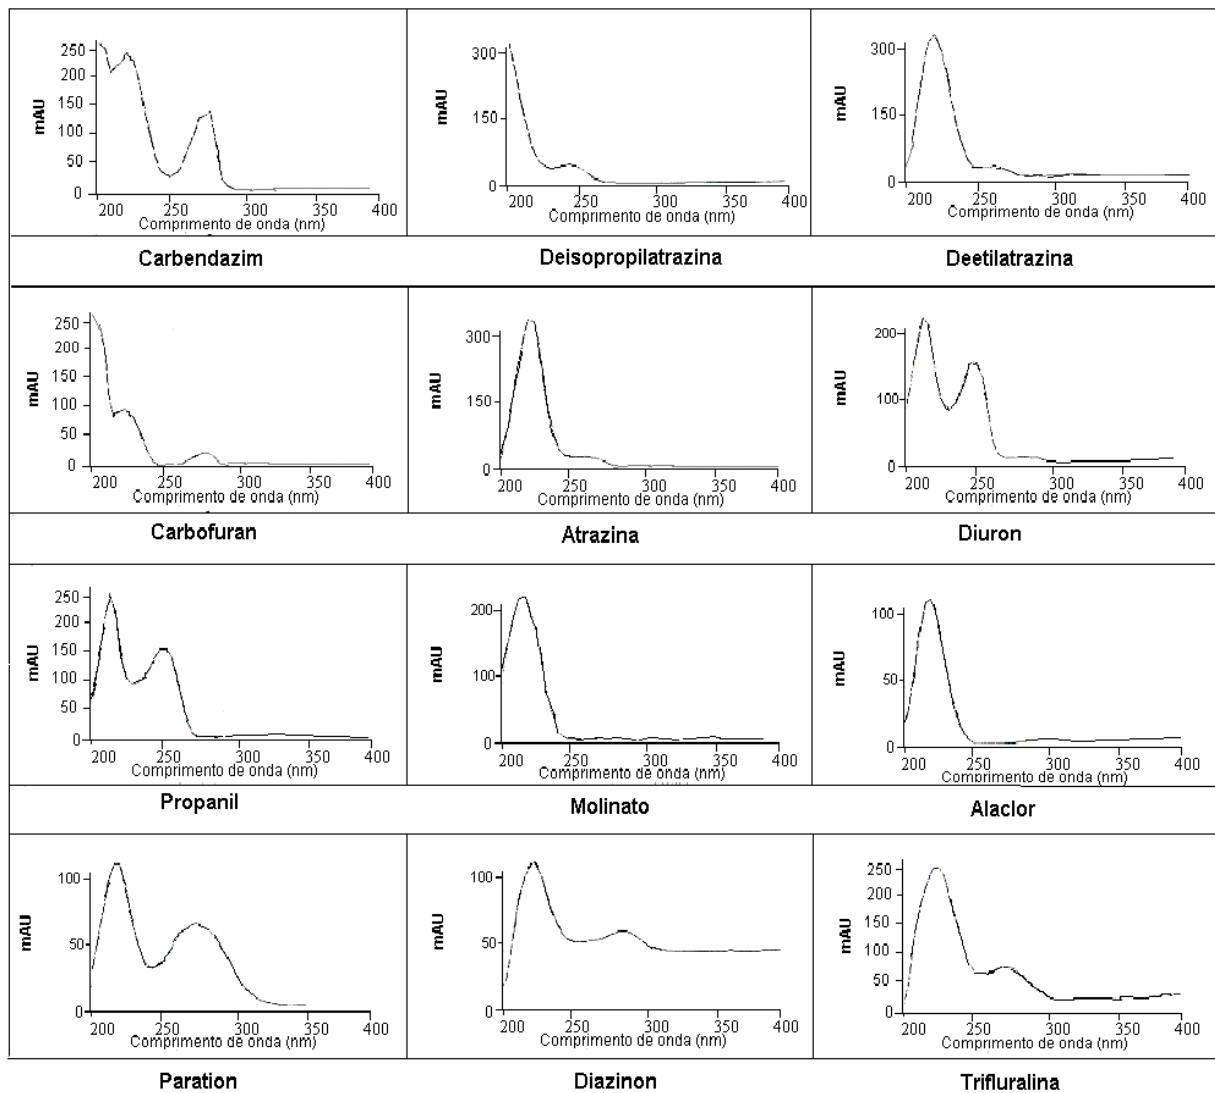 250
200
150
100
50
0
mAU
200 250 300 350 400
Comprimento de onda (nm)
Carbendazim
300
150
0
mAU
200 250 300 350 400
Comprimento de onda (nm)
Deisopropilatrazina
300
150
0
mAU
200 250 300 350 400
Comprimento de onda (nm)
Deetilatrazina
250
200
150
100
50
0
mAU
200 250 300 350 400
Comprimento de onda (nm)
Carbofuran
300
150
0
mAU
200 250 300 350 400
Comprimento de onda (nm)
Atrazina
200
100
0
mAU
200 250 300 350 400
Comprimento de onda (nm)
Diuron
250
200
150
100
50
0
mAU
200 250 300 350 400
Comprimento de onda (nm)
Propanil
200
100
0
mAU
200 250 300 350 400
Comprimento de onda (nm)
Molinato
100
50
0
mAU
200 250 300 350 400
Comprimento de onda (nm)
Alaclor
100
50
0
mAU
200 250 300 350 400
Comprimento de onda (nm)
Paration
100
50
0
mAU
200 250 300 350 400
Comprimento de onda (nm)
Diazinon
250
200
150
100
50
0
mAU
200 250 300 350 400
Comprimento de onda (nm)
Trifluralina